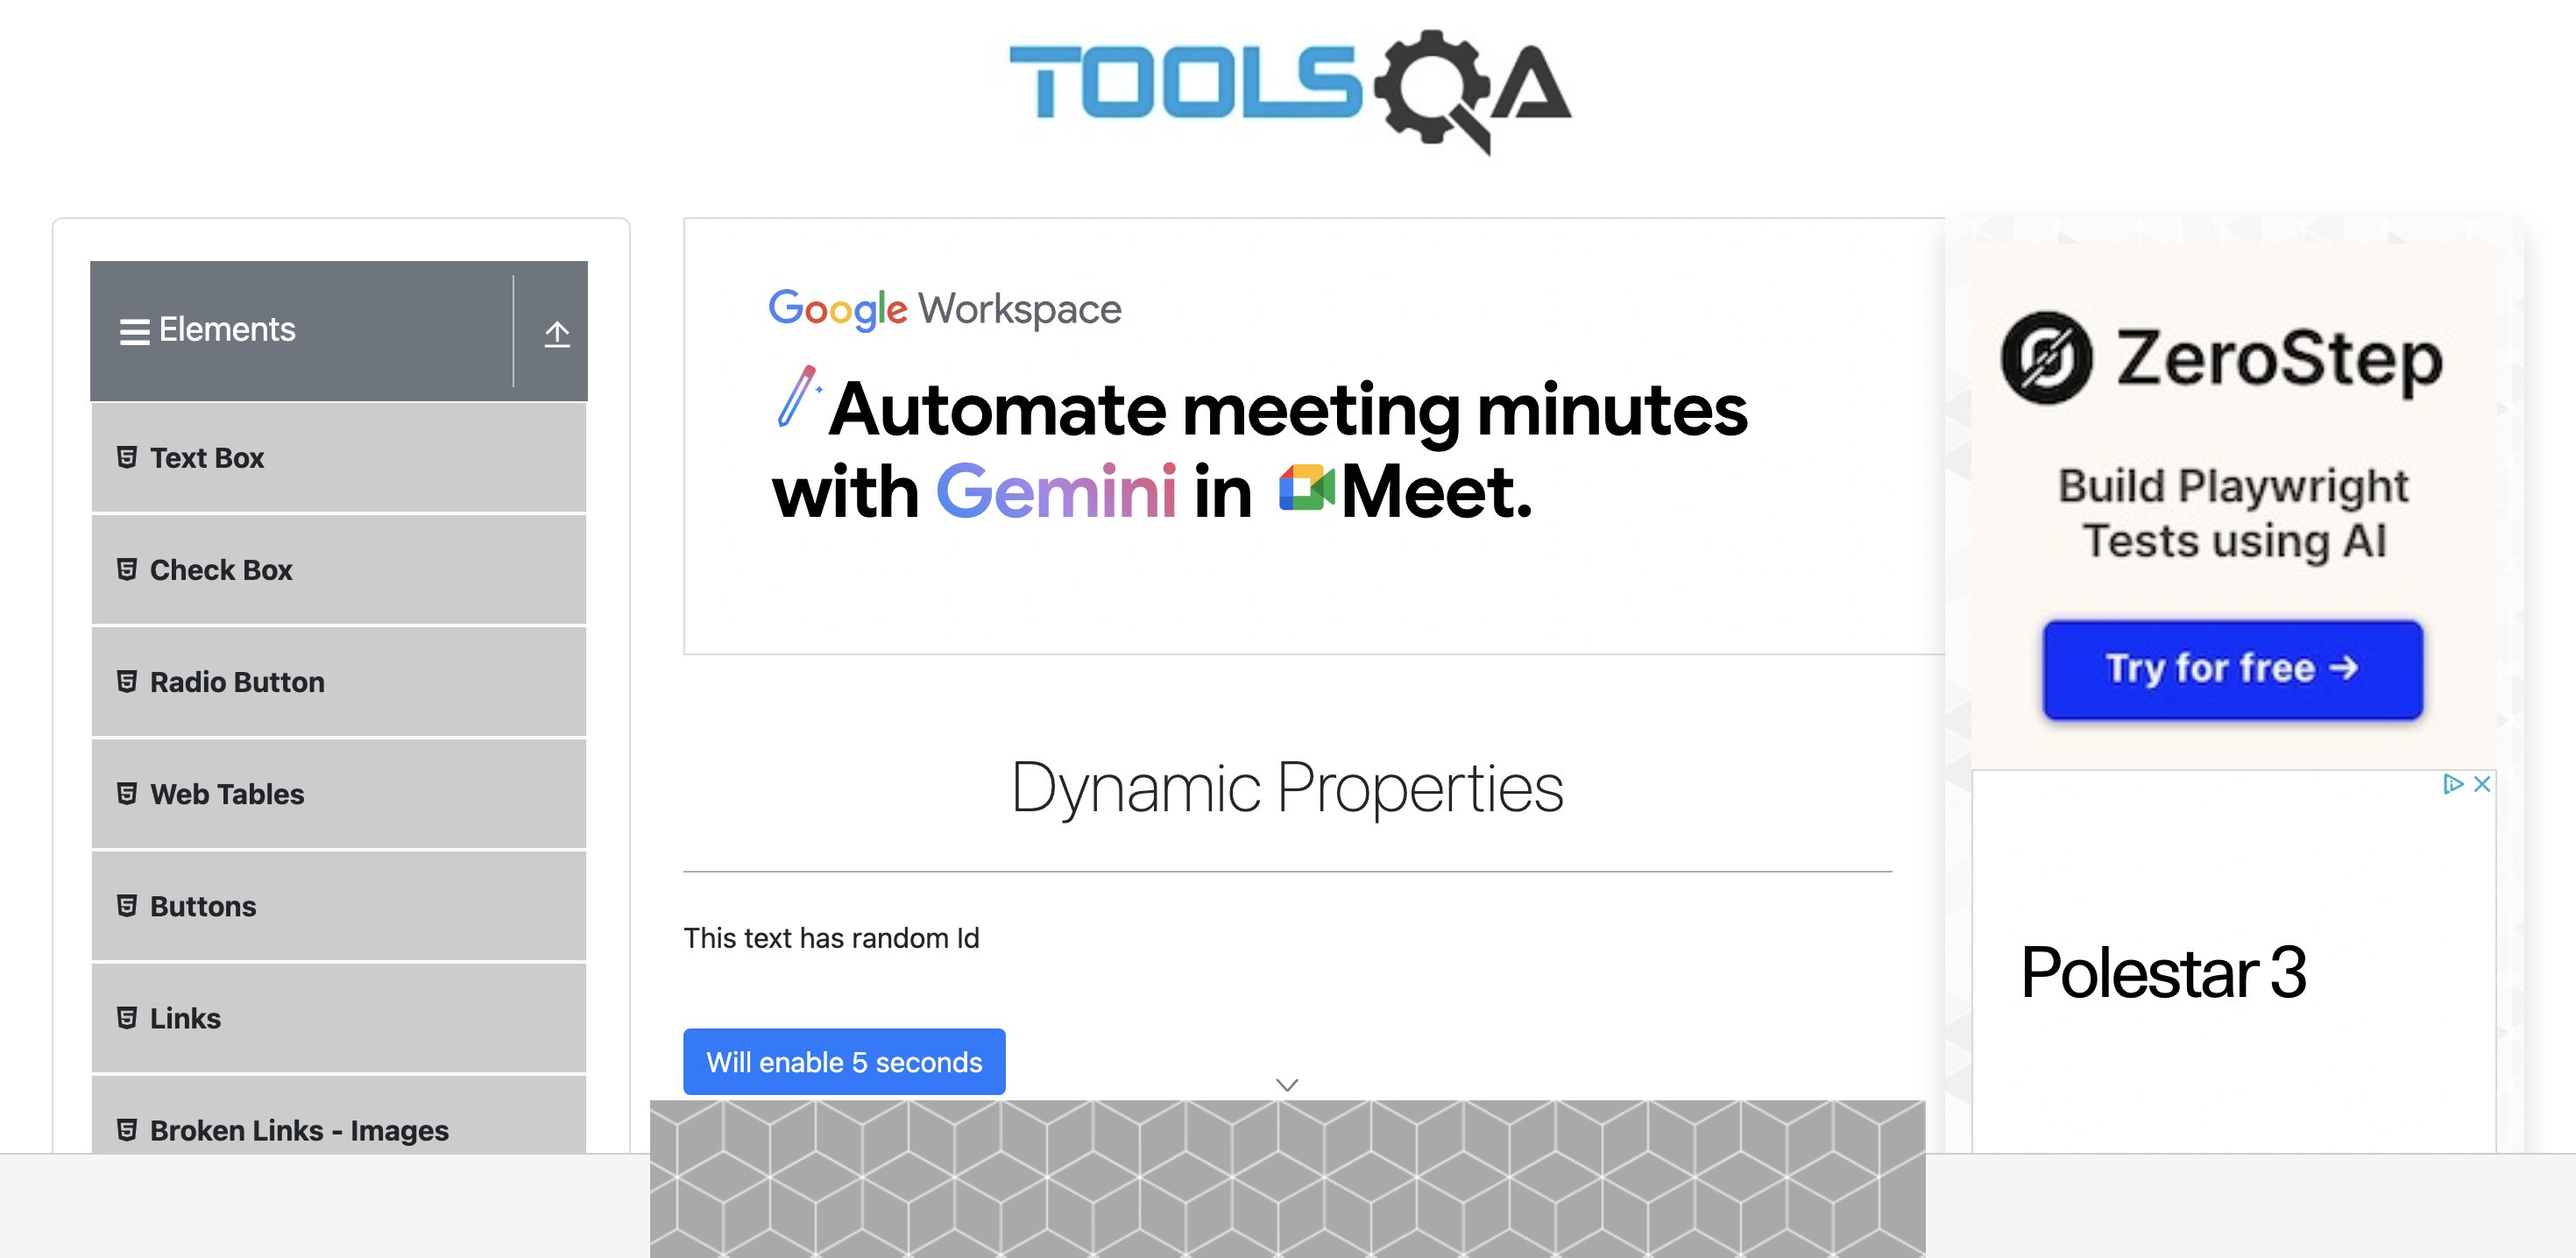 TOOLSQA
Elements
Text Box
Check Box
Radio Button
Web Tables
Buttons
Links
Broken Links - Images
Google Workspace
Automate meeting minutes
with Gemini in Meet.
Dynamic Properties
This text has random Id
Will enable 5 seconds
ZeroStep
Build Playwright
Tests using AI
Try for free →
Polestar 3